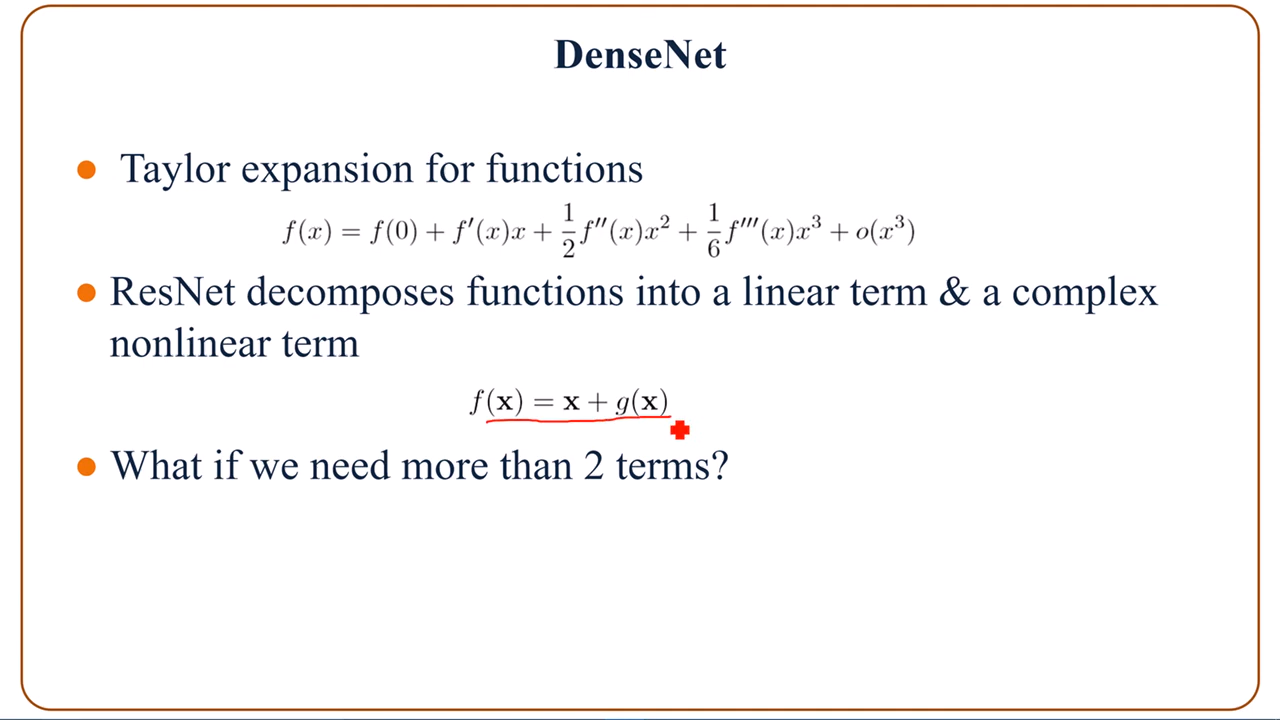 DenseNet
● Taylor expansion for functions
f(x) = f(0) + f′(x)x + 1/2 f″(x)x² + 1/6 f‴(x)x³ + o(x³)
● ResNet decomposes functions into a linear term & a complex
nonlinear term
f(x) = x + g(x)
● What if we need more than 2 terms?